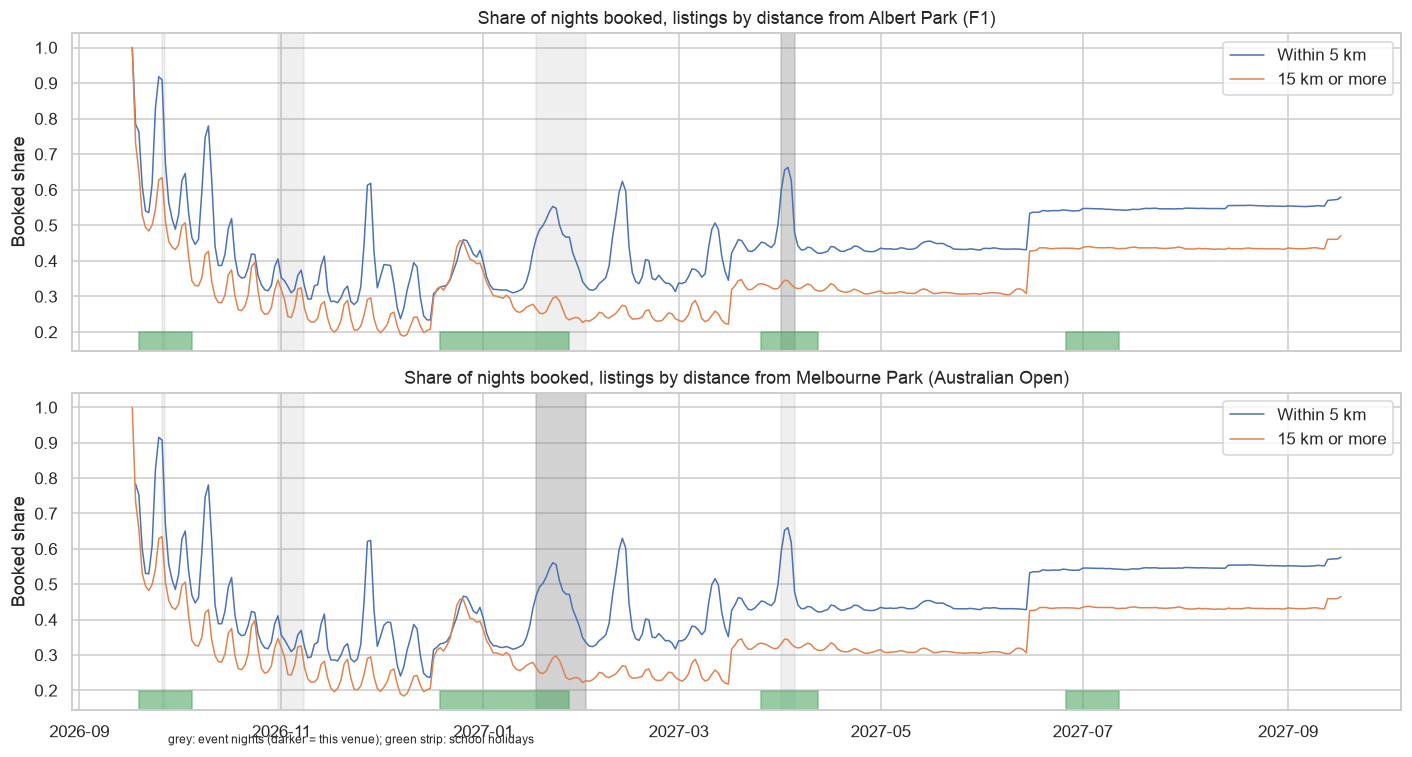 Share of nights booked, listings by distance from Albert Park (F1)
Within 5 km
15 km or more
Booked share
1.0
0.9
0.8
0.7
0.6
0.5
0.4
0.3
0.2
Share of nights booked, listings by distance from Melbourne Park (Australian Open)
Within 5 km
15 km or more
Booked share
1.0
0.9
0.8
0.7
0.6
0.5
0.4
0.3
0.2
2026-09 2026-11 2027-01 2027-03 2027-05 2027-07 2027-09
grey: event nights (darker = this venue); green strip: school holidays